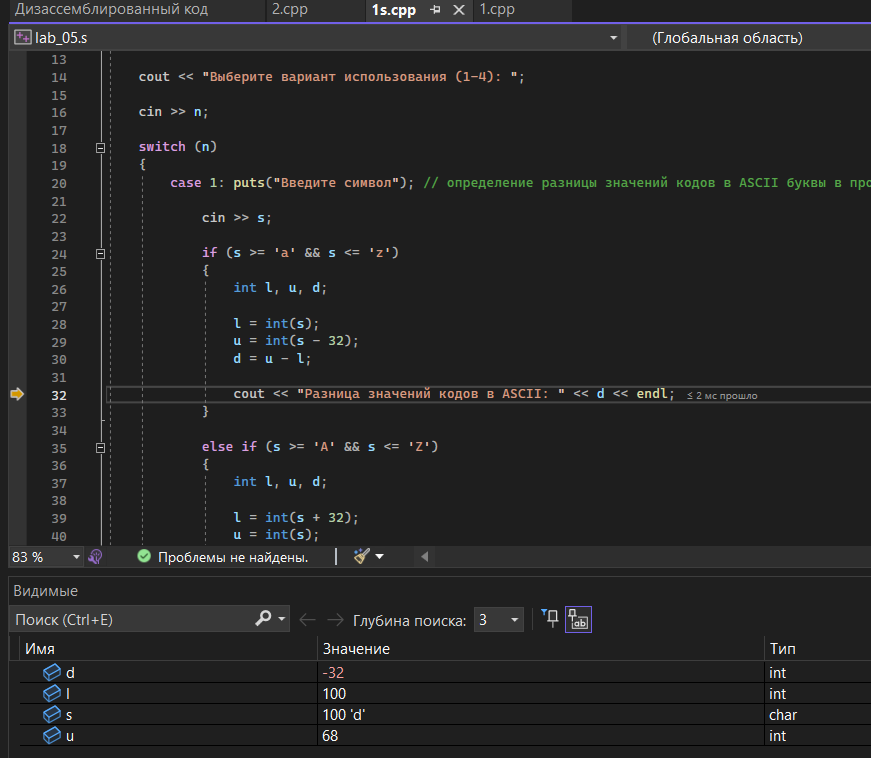 Дизассемблированный код 2.cpp 1s.cpp 1.cpp
lab_05.s (Глобальная область)
13
14 cout << "Выберите вариант использования (1-4): ";
15
16 cin >> n;
17
18 switch (n)
19 {
20 case 1: puts("Введите символ"); // определение разницы значений кодов в ASCII буквы в про
21
22 cin >> s;
23
24 if (s >= 'a' && s <= 'z')
25 {
26 int l, u, d;
27
28 l = int(s);
29 u = int(s - 32);
30 d = u - l;
31
32 cout << "Разница значений кодов в ASCII: " << d << endl; ≤ 2 мс прошло
33 }
34
35 else if (s >= 'A' && s <= 'Z')
36 {
37 int l, u, d;
38
39 l = int(s + 32);
40 u = int(s);
83 % Проблемы не найдены.
Видимые
Поиск (Ctrl+E) Глубина поиска: 3
Имя Значение Тип
d -32 int
l 100 int
s 100 'd' char
u 68 int